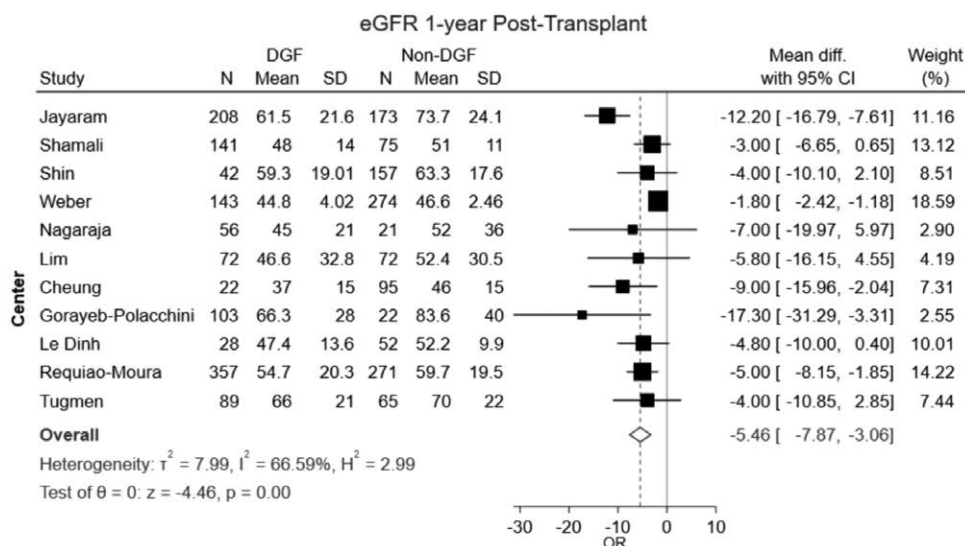 eGFR 1-year Post-Transplant
DGF Non-DGF Mean diff. Weight
Study N Mean SD N Mean SD with 95% CI (%)
Jayaram 208 61.5 21.6 173 73.7 24.1 -12.20 [ -16.79, -7.61] 11.16
Shamali 141 48 14 75 51 11 -3.00 [ -6.65, 0.65] 13.12
Shin 42 59.3 19.01 157 63.3 17.6 -4.00 [ -10.10, 2.10] 8.51
Weber 143 44.8 4.02 274 46.6 2.46 -1.80 [ -2.42, -1.18] 18.59
Nagaraja 56 45 21 21 52 36 -7.00 [ -19.97, 5.97] 2.90
Lim 72 46.6 32.8 72 52.4 30.5 -5.80 [ -16.15, 4.55] 4.19
Cheung 22 37 15 95 46 15 -9.00 [ -15.96, -2.04] 7.31
Center
Gorayeb-Polacchini 103 66.3 28 22 83.6 40 -17.30 [ -31.29, -3.31] 2.55
Le Dinh 28 47.4 13.6 52 52.2 9.9 -4.80 [ -10.00, 0.40] 10.01
Requiao-Moura 357 54.7 20.3 271 59.7 19.5 -5.00 [ -8.15, -1.85] 14.22
Tugmen 89 66 21 65 70 22 -4.00 [ -10.85, 2.85] 7.44
Overall -5.46 [ -7.87, -3.06]
Heterogeneity: τ² = 7.99, I² = 66.59%, H² = 2.99
Test of θ = 0: z = -4.46, p = 0.00
-30 -20 -10 0 10
OR